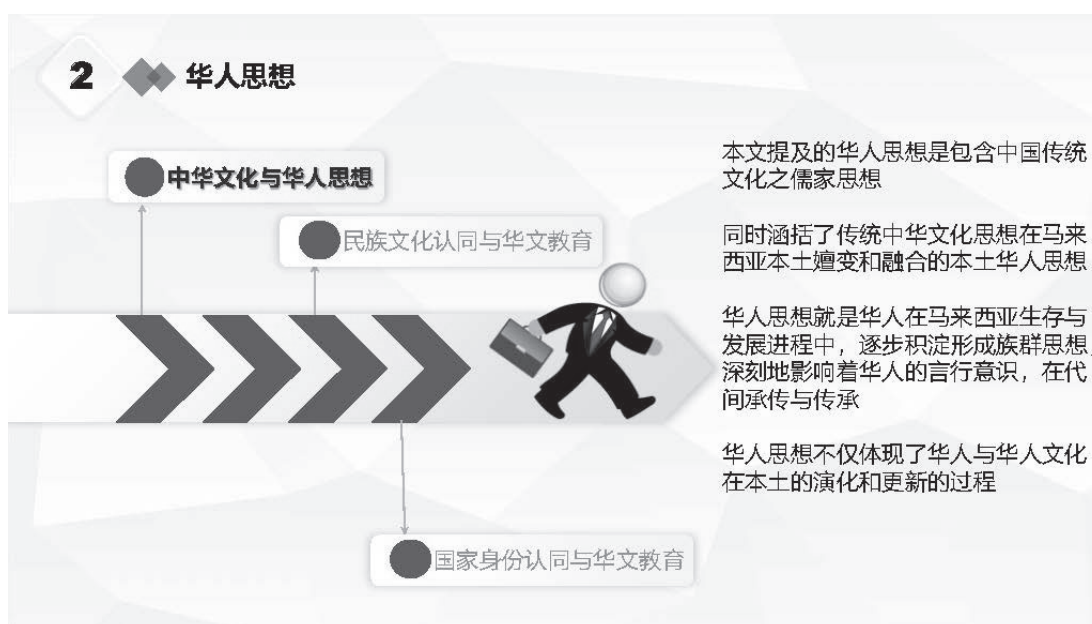 2 华人思想
中华文化与华人思想
民族文化认同与华文教育
国家身份认同与华文教育
本文提及的华人思想是包含中国传统
文化之儒家思想
同时涵括了传统中华文化思想在马来
西亚本土嬗变和融合的本土华人思想
华人思想就是华人在马来西亚生存与
发展进程中，逐步积淀形成族群思想，
深刻地影响着华人的言行意识，在代
间承传与传承
华人思想不仅体现了华人与华人文化
在本土的演化和更新的过程